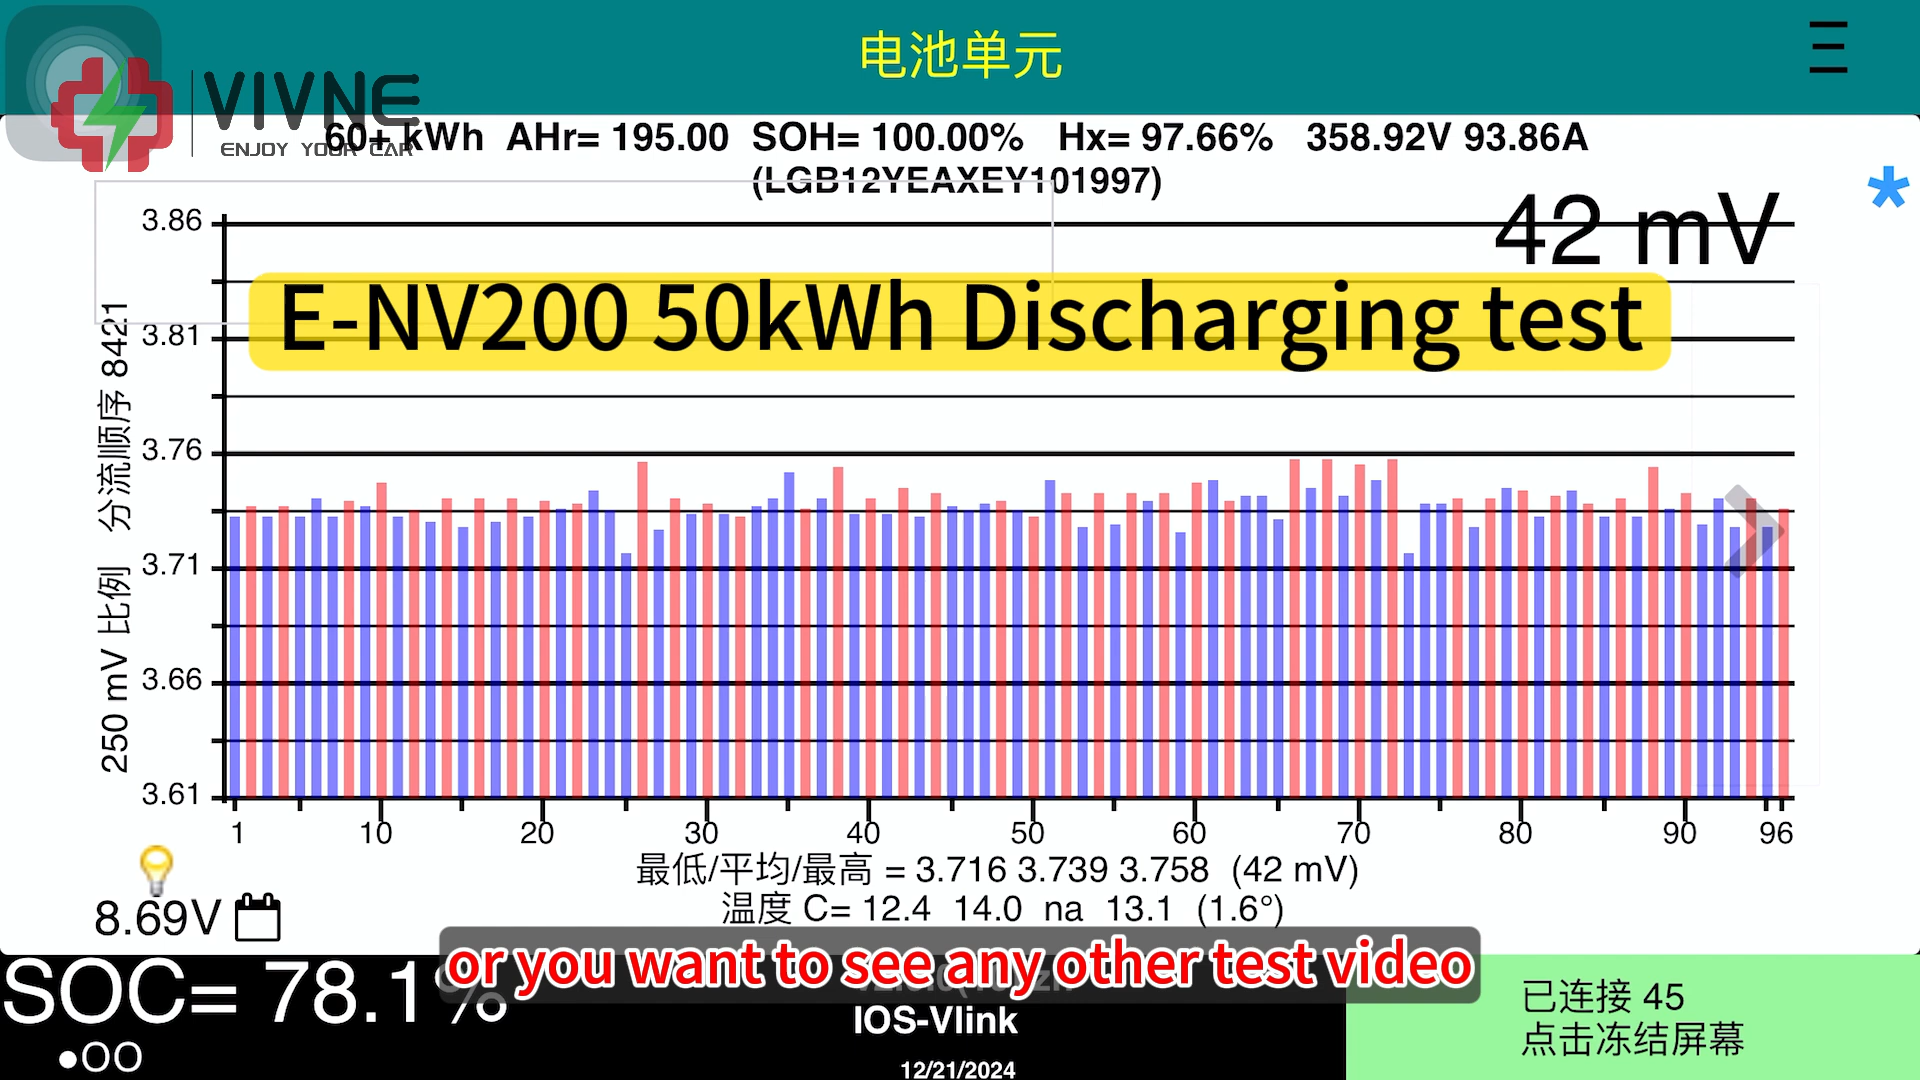 电池单元
VIVNE
ENJOY YOUR CAR
60+ kWh AHr= 195.00 SOH= 100.00% Hx= 97.66% 358.92V 93.86A
(LGB12YEAXEY101997)
42 mV
E-NV200 50kWh Discharging test
250 mV 比例 分流顺序 8421
3.86
3.81
3.76
3.71
3.66
3.61
1 10 20 30 40 50 60 70 80 90 96
最低/平均/最高 = 3.716 3.739 3.758 (42 mV)
温度 C= 12.4 14.0 na 13.1 (1.6°)
8.69V
or you want to see any other test video
SOC= 78.1%
IOS-Vlink
12/21/2024
已连接 45
点击冻结屏幕